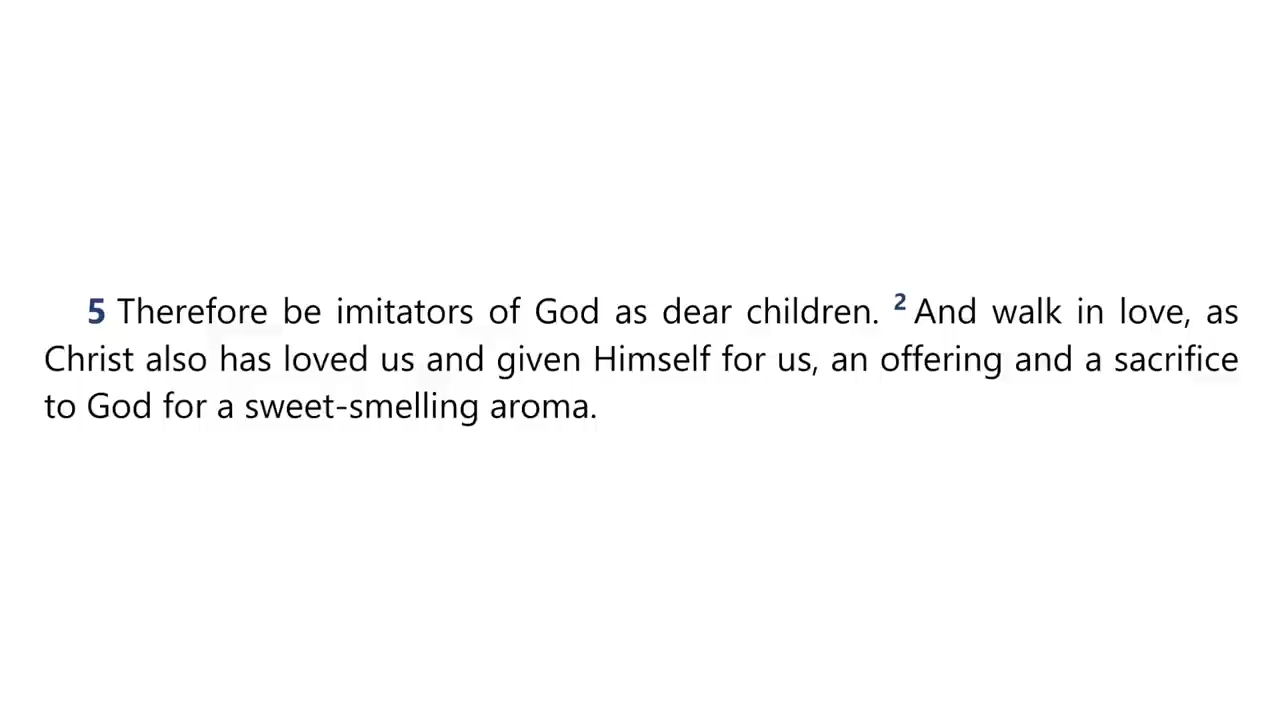 5 Therefore be imitators of God as dear children. 2 And walk in love, as
Christ also has loved us and given Himself for us, an offering and a sacrifice
to God for a sweet-smelling aroma.